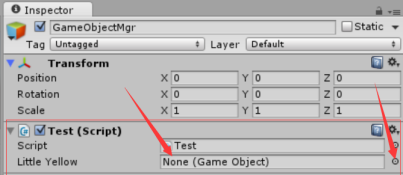 Inspector
GameObjectMgr Static
Tag Untagged Layer Default
Transform
Position X 0 Y 0 Z 0
Rotation X 0 Y 0 Z 0
Scale X 1 Y 1 Z 1
Test (Script)
Script Test
Little Yellow None (Game Object)